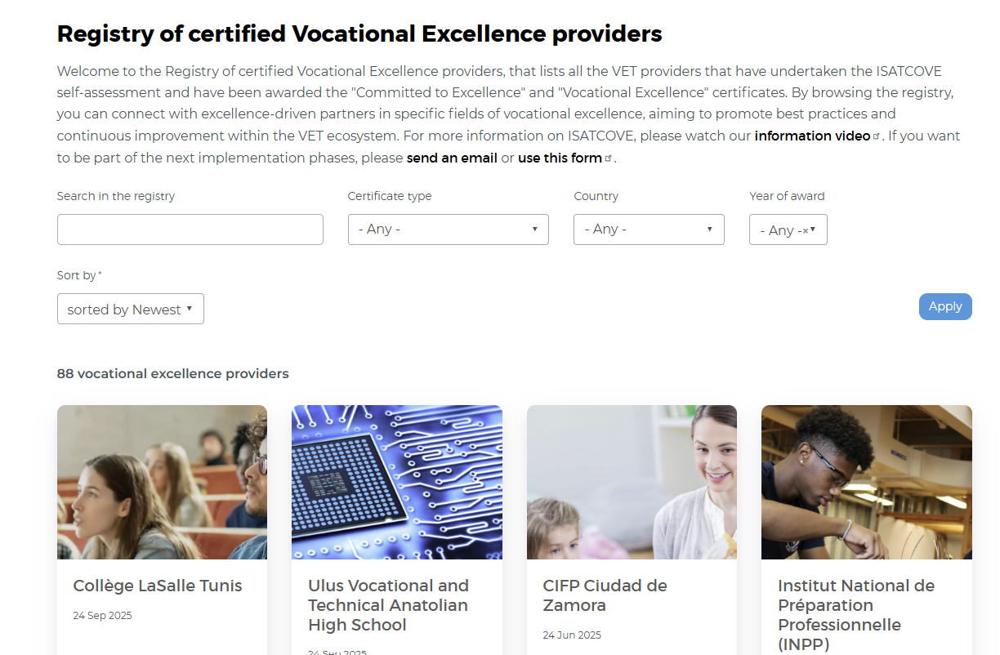 Registry of certified Vocational Excellence providers
Welcome to the Registry of certified Vocational Excellence providers, that lists all the VET providers that have undertaken the ISATCOVE
self-assessment and have been awarded the "Committed to Excellence" and "Vocational Excellence" certificates. By browsing the registry,
you can connect with excellence-driven partners in specific fields of vocational excellence, aiming to promote best practices and
continuous improvement within the VET ecosystem. For more information on ISATCOVE, please watch our information video. If you want
to be part of the next implementation phases, please send an email or use this form.
Search in the registry
Certificate type
Country
Year of award
- Any -
- Any -
- Any -×
Sort by *
sorted by Newest
Apply
88 vocational excellence providers
Collège LaSalle Tunis
24 Sep 2025
Ulus Vocational and
Technical Anatolian
High School
24 Sep 2025
CIFP Ciudad de
Zamora
24 Jun 2025
Institut National de
Préparation
Professionnelle
(INPP)